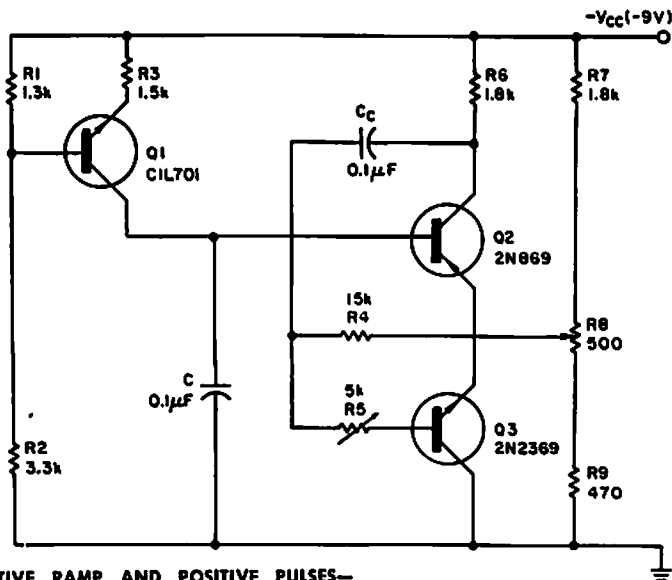 -VCC(-9V)
R1
1.3k
R3
1.5k
R6
1.8k
R7
1.8k
Q1
CIL701
CC
0.1μF
Q2
2N869
15k
R4
R8
500
C
0.1μF
5k
R5
Q3
2N2369
R2
3.3k
R9
470
TIVE RAMP AND POSITIVE PULSES—